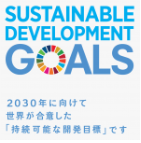 SUSTAINABLE
DEVELOPMENT
GOALS
2030年に向けて
世界が合意した
「持続可能な開発目標」です